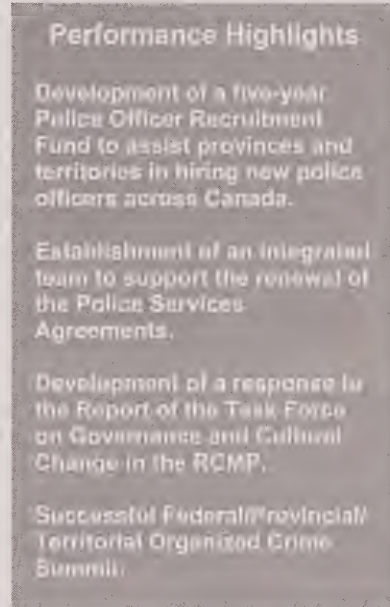 Performance Highlights
Development of a five-year
Police Officer Recruitment
Fund to assist provinces and
territories in hiring new police
officers across Canada.
Establishment of an integrated
team to support the renewal of
the Police Services
Agreements.
Development of a response to
the Report of the Task Force
on Governance and Cultural
Change in the RCMP.
Successful Federal/Provincial/
Territorial Organized Crime
Summit.